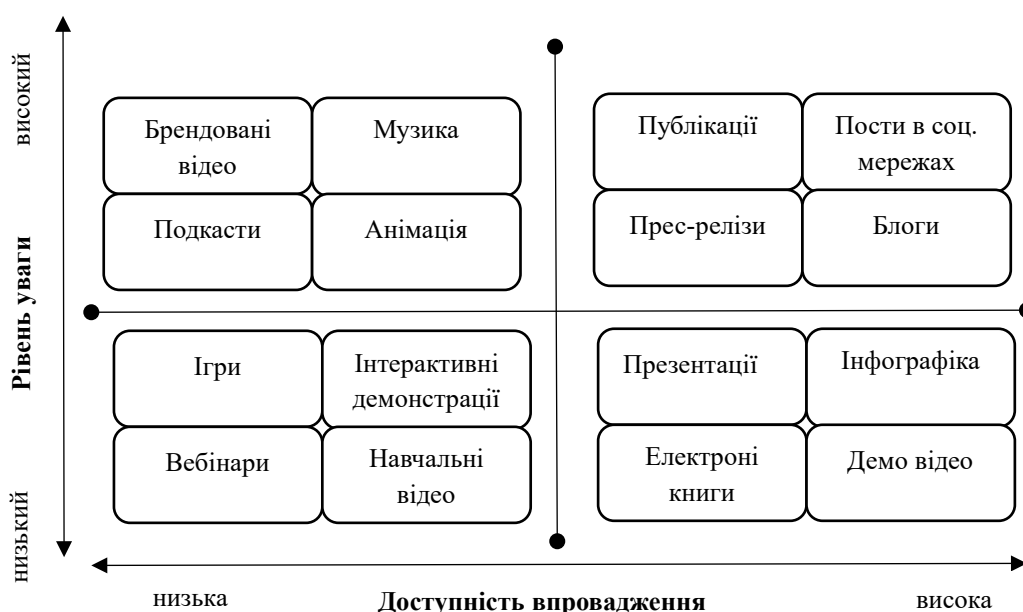 високий
Рівень уваги
низький
Брендовані
відео
Музика
Подкасти
Анімація
Публікації
Пости в соц.
мережах
Прес-релізи
Блоги
Ігри
Інтерактивні
демонстрації
Вебінари
Навчальні
відео
Презентації
Інфографіка
Електроні
книги
Демо відео
низька
Доступність впровадження
висока